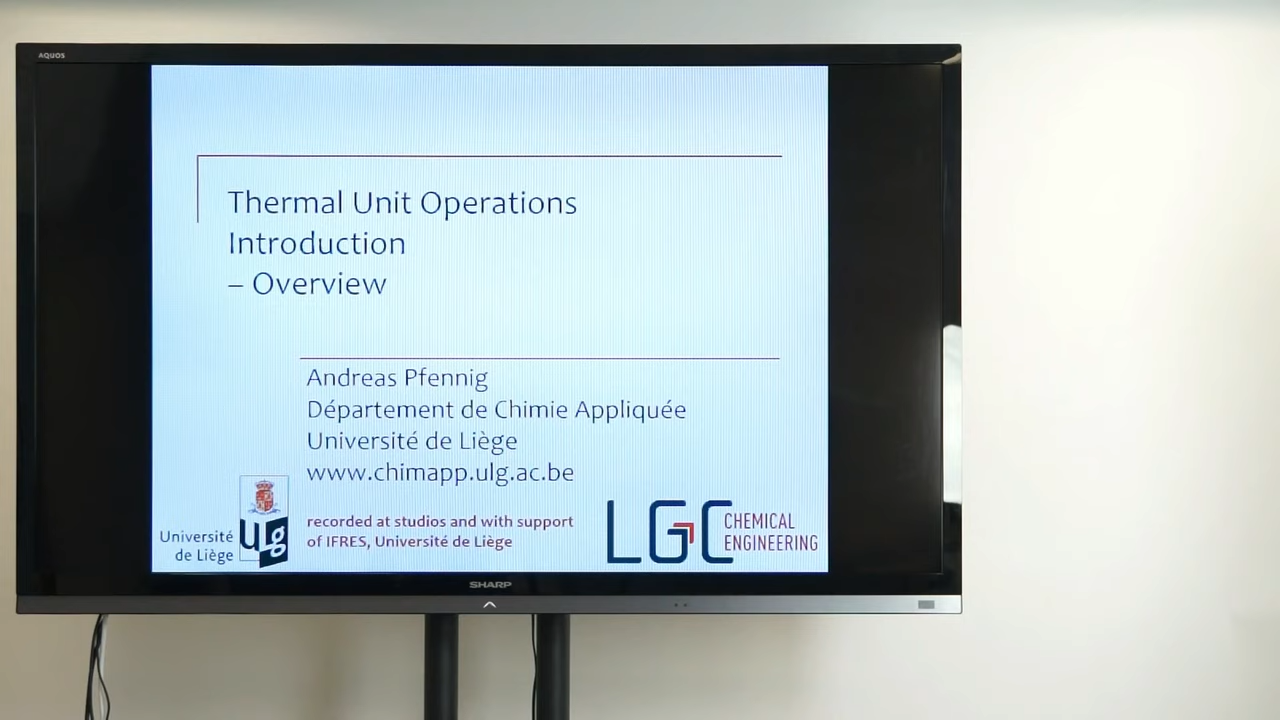 AQUOS
Thermal Unit Operations
Introduction
– Overview
Andreas Pfennig
Département de Chimie Appliquée
Université de Liège
www.chimapp.ulg.ac.be
recorded at studios and with support
of IFRES, Université de Liège
Université
de Liège
ulg
LGC
CHEMICAL
ENGINEERING
SHARP